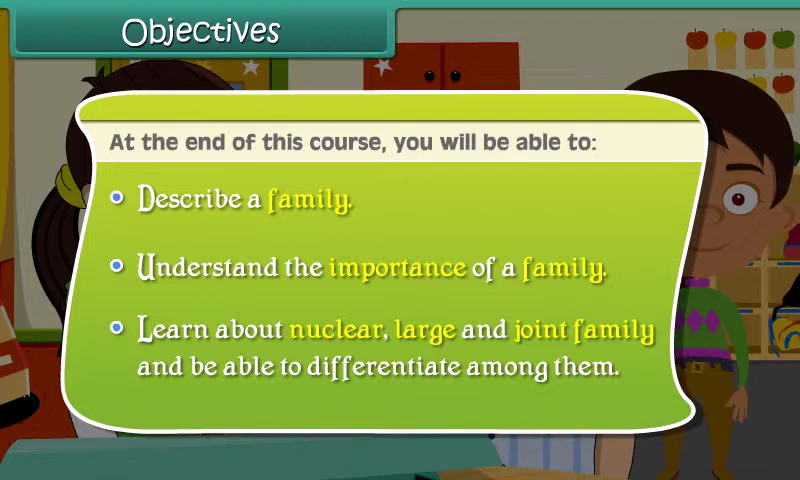 Objectives
At the end of this course, you will be able to:
Describe a family.
Understand the importance of a family.
Learn about nuclear, large and joint family
and be able to differentiate among them.